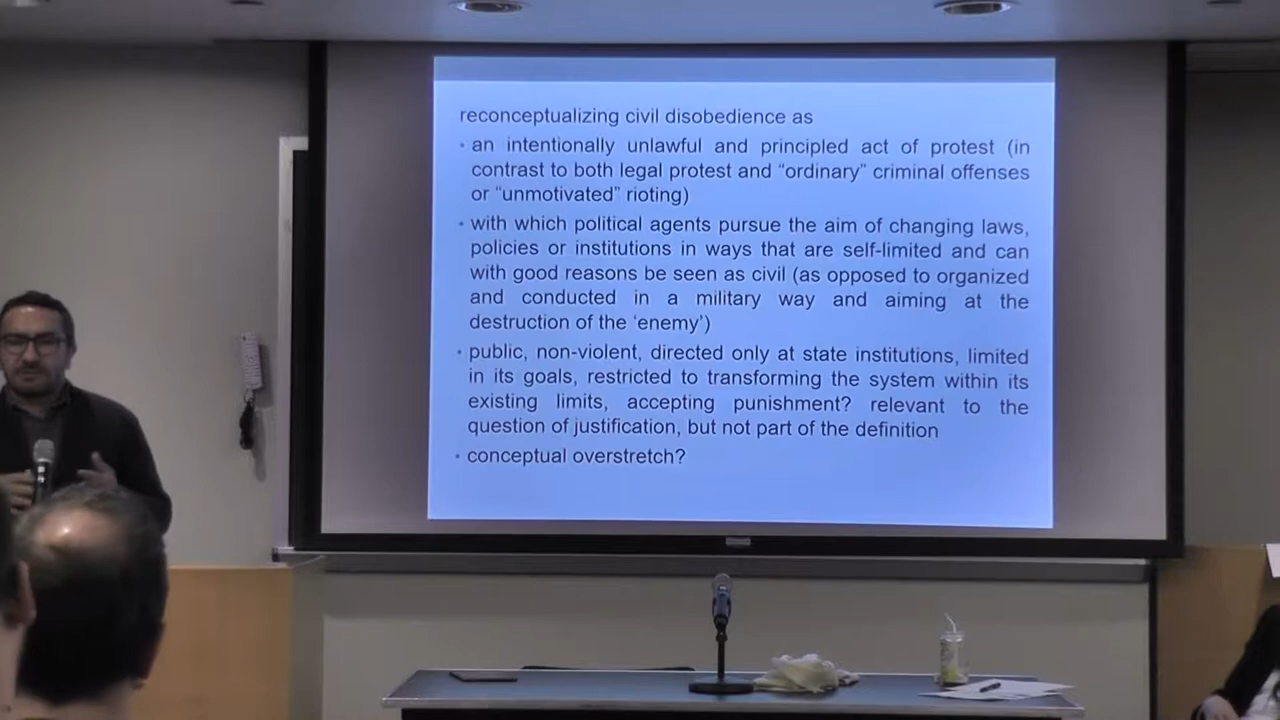 reconceptualizing civil disobedience as
• an intentionally unlawful and principled act of protest (in
contrast to both legal protest and “ordinary” criminal offenses
or “unmotivated” rioting)
• with which political agents pursue the aim of changing laws,
policies or institutions in ways that are self-limited and can
with good reasons be seen as civil (as opposed to organized
and conducted in a military way and aiming at the
destruction of the ‘enemy’)
• public, non-violent, directed only at state institutions, limited
in its goals, restricted to transforming the system within its
existing limits, accepting punishment? relevant to the
question of justification, but not part of the definition
• conceptual overstretch?